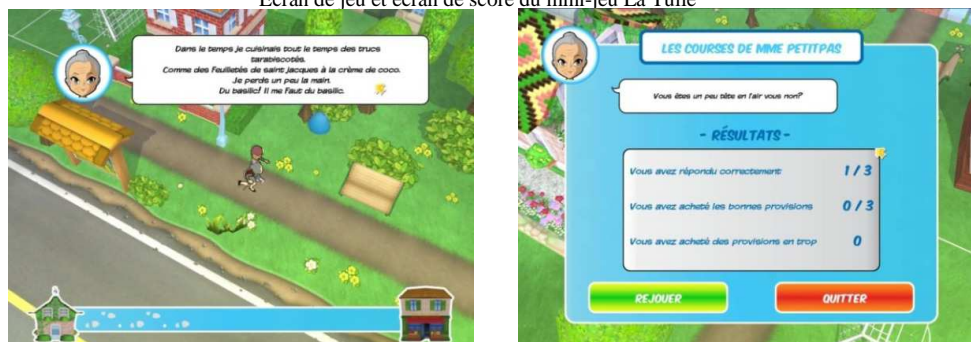 Ecran de jeu et écran de score du mini-jeu La Tuile
Dans le temps je cuisinais tout le temps des trucs
tarabiscotés.
Comme des Feuilletés de saint jacques à la crème de coco.
Je perds un peu la main.
Du basilic! Il me faut du basilic.
LES COURSES DE MME PETITPAS
Vous êtes un peu tête en l'air vous non?
- RÉSULTATS -
Vous avez répondu correctement 1 / 3
Vous avez acheté les bonnes provisions 0 / 3
Vous avez acheté des provisions en trop 0
REJOUER
QUITTER